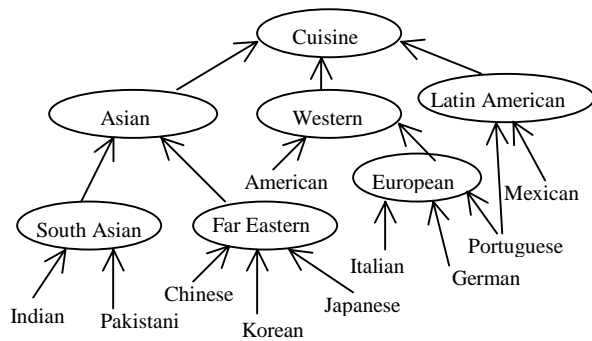 Cuisine
Asian
Western
Latin American
American
European
Mexican
South Asian
Far Eastern
Portuguese
Italian
German
Chinese
Japanese
Indian
Pakistani
Korean